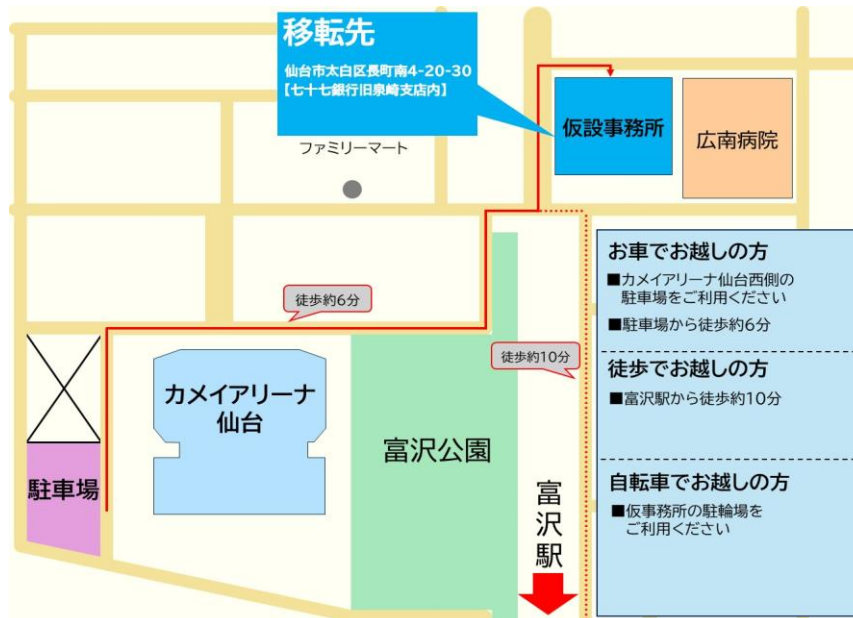 移転先
仙台市太白区長町南4-20-30
【七十七銀行旧泉崎支店内】
ファミリーマート
仮設事務所
広南病院
徒歩約6分
徒歩約10分
カメイアリーナ
仙台
駐車場
富沢公園
富沢駅
お車でお越しの方
■カメイアリーナ仙台西側の
駐車場をご利用ください
■駐車場から徒歩約6分
徒歩でお越しの方
■富沢駅から徒歩約10分
自転車でお越しの方
■仮事務所の駐輪場を
ご利用ください